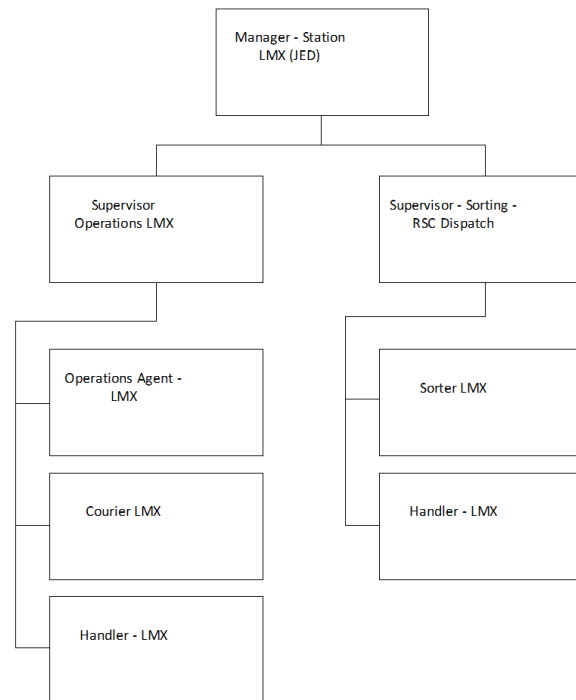 Manager - Station
LMX (JED)
Supervisor
Operations LMX
Supervisor - Sorting -
RSC Dispatch
Operations Agent -
LMX
Sorter LMX
Courier LMX
Handler - LMX
Handler - LMX